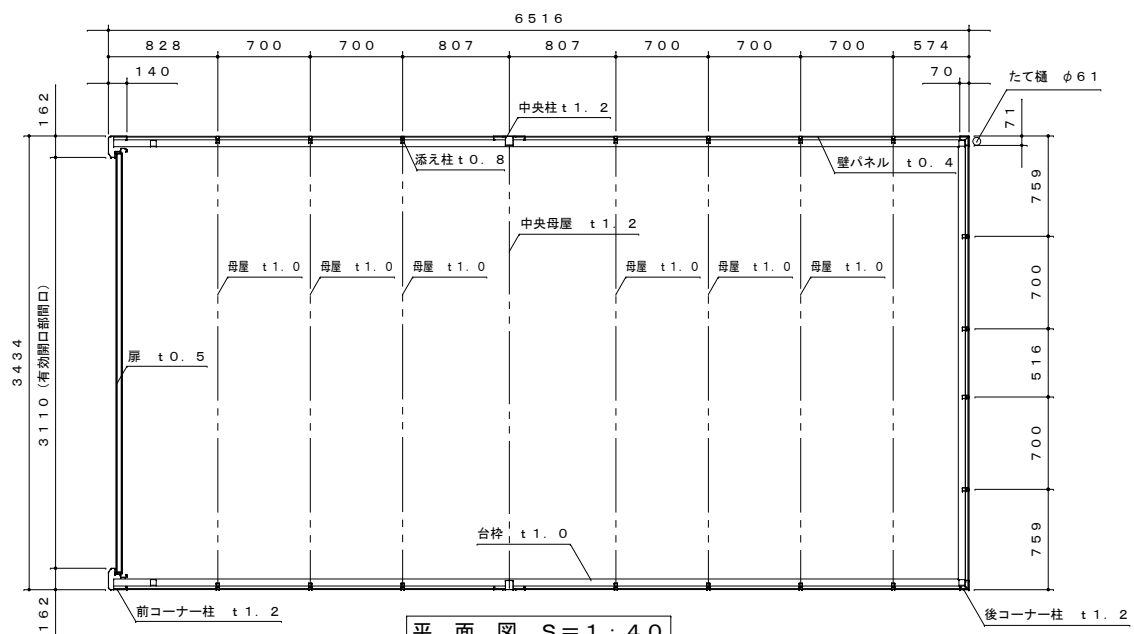 ６５１６
８２８ ７００ ７００ ８０７ ８０７ ７００ ７００ ７００ ５７４
１４０ ７０
たて樋 φ６１
１６２
中央柱ｔ１．２
７１
添え柱ｔ０．８
壁パネル ｔ０．４
７５９
中央母屋 ｔ１．２
母屋 ｔ１．０ 母屋 ｔ１．０ 母屋 ｔ１．０ 母屋 ｔ１．０ 母屋 ｔ１．０ 母屋 ｔ１．０
７００
３４３４
３１１０（有効開口部間口）
扉 ｔ０．５
５１６
７００
台枠 ｔ１．０
７５９
１６２
前コーナー柱 ｔ１．２
後コーナー柱 ｔ１．２
平 面 図 Ｓ＝１：４０